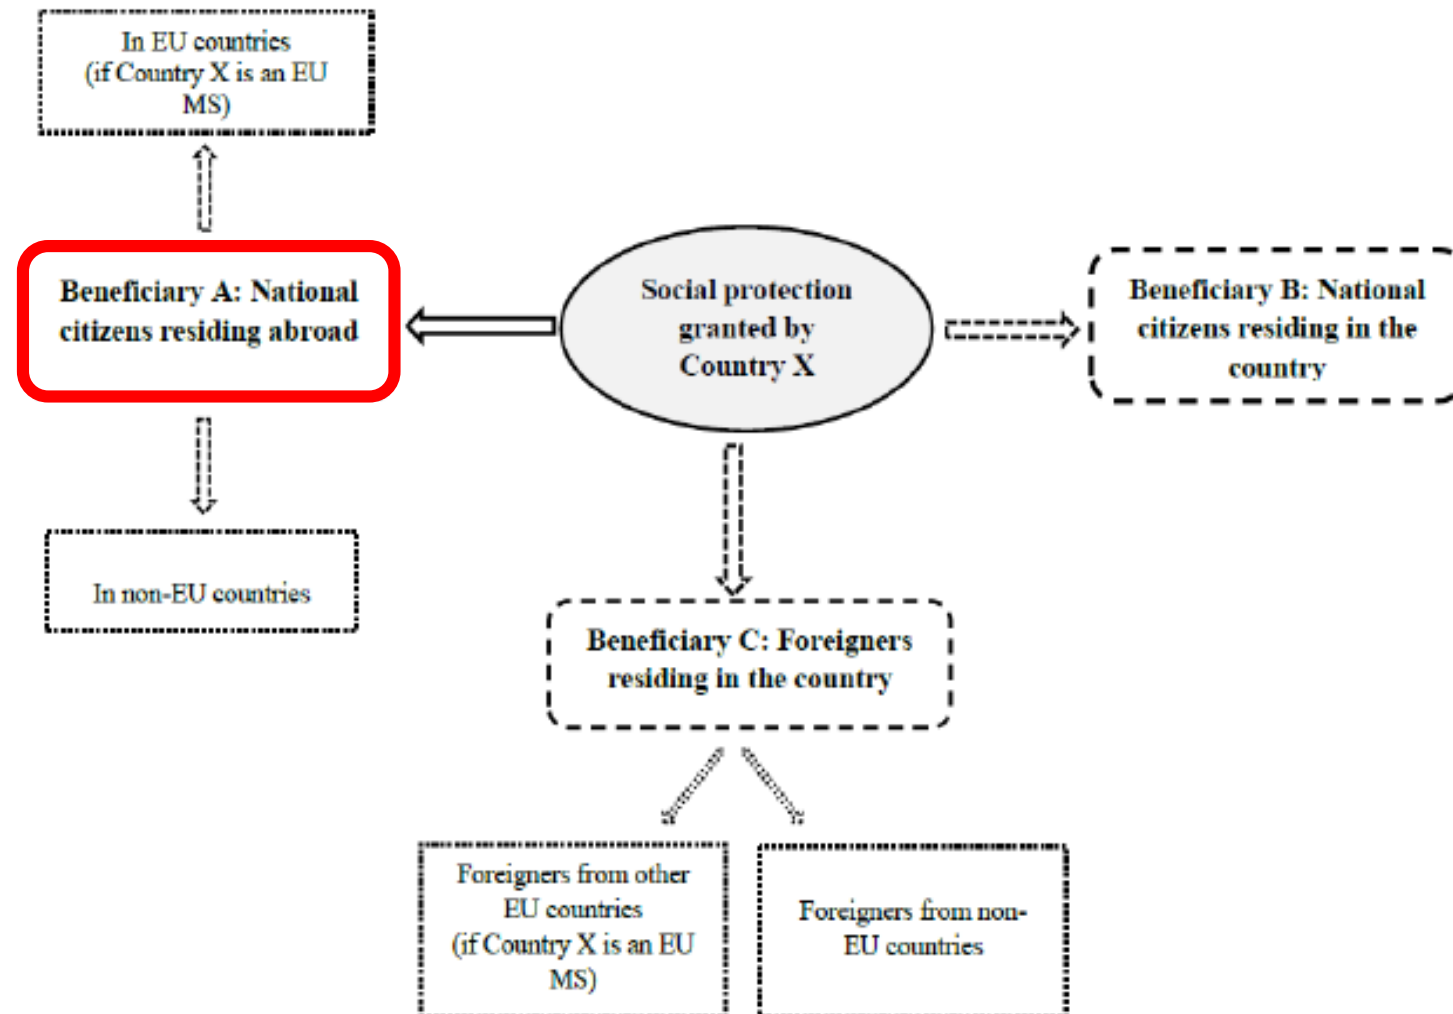 In EU countries
(if Country X is an EU
MS)
Beneficiary A: National
citizens residing abroad
In non-EU countries
Social protection
granted by
Country X
Beneficiary B: National
citizens residing in the
country
Beneficiary C: Foreigners
residing in the country
Foreigners from other
EU countries
(if Country X is an EU
MS)
Foreigners from non-
EU countries